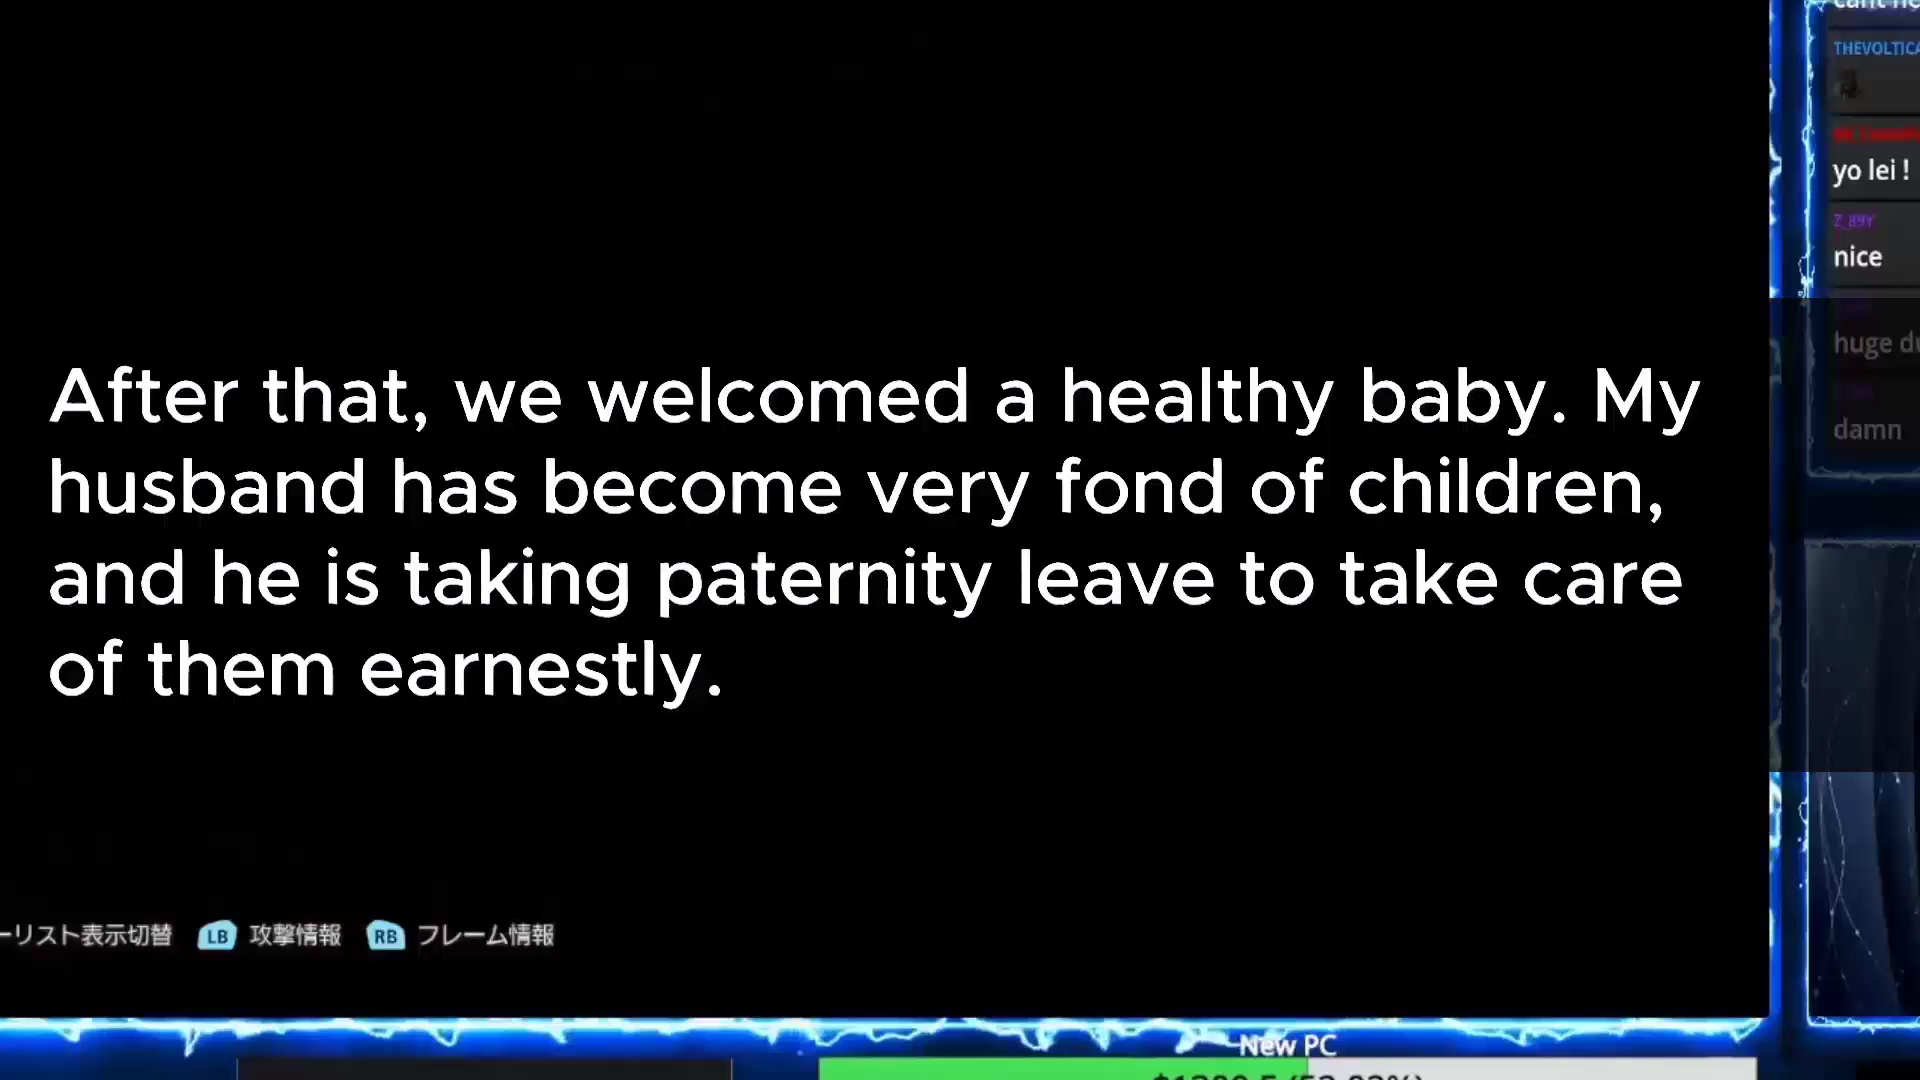 THEVOLTICA
yo lei !
Z_89Y
nice
huge
damn
After that, we welcomed a healthy baby. My
husband has become very fond of children,
and he is taking paternity leave to take care
of them earnestly.
ーリスト表示切替 LB 攻撃情報 RB フレーム情報
New PC